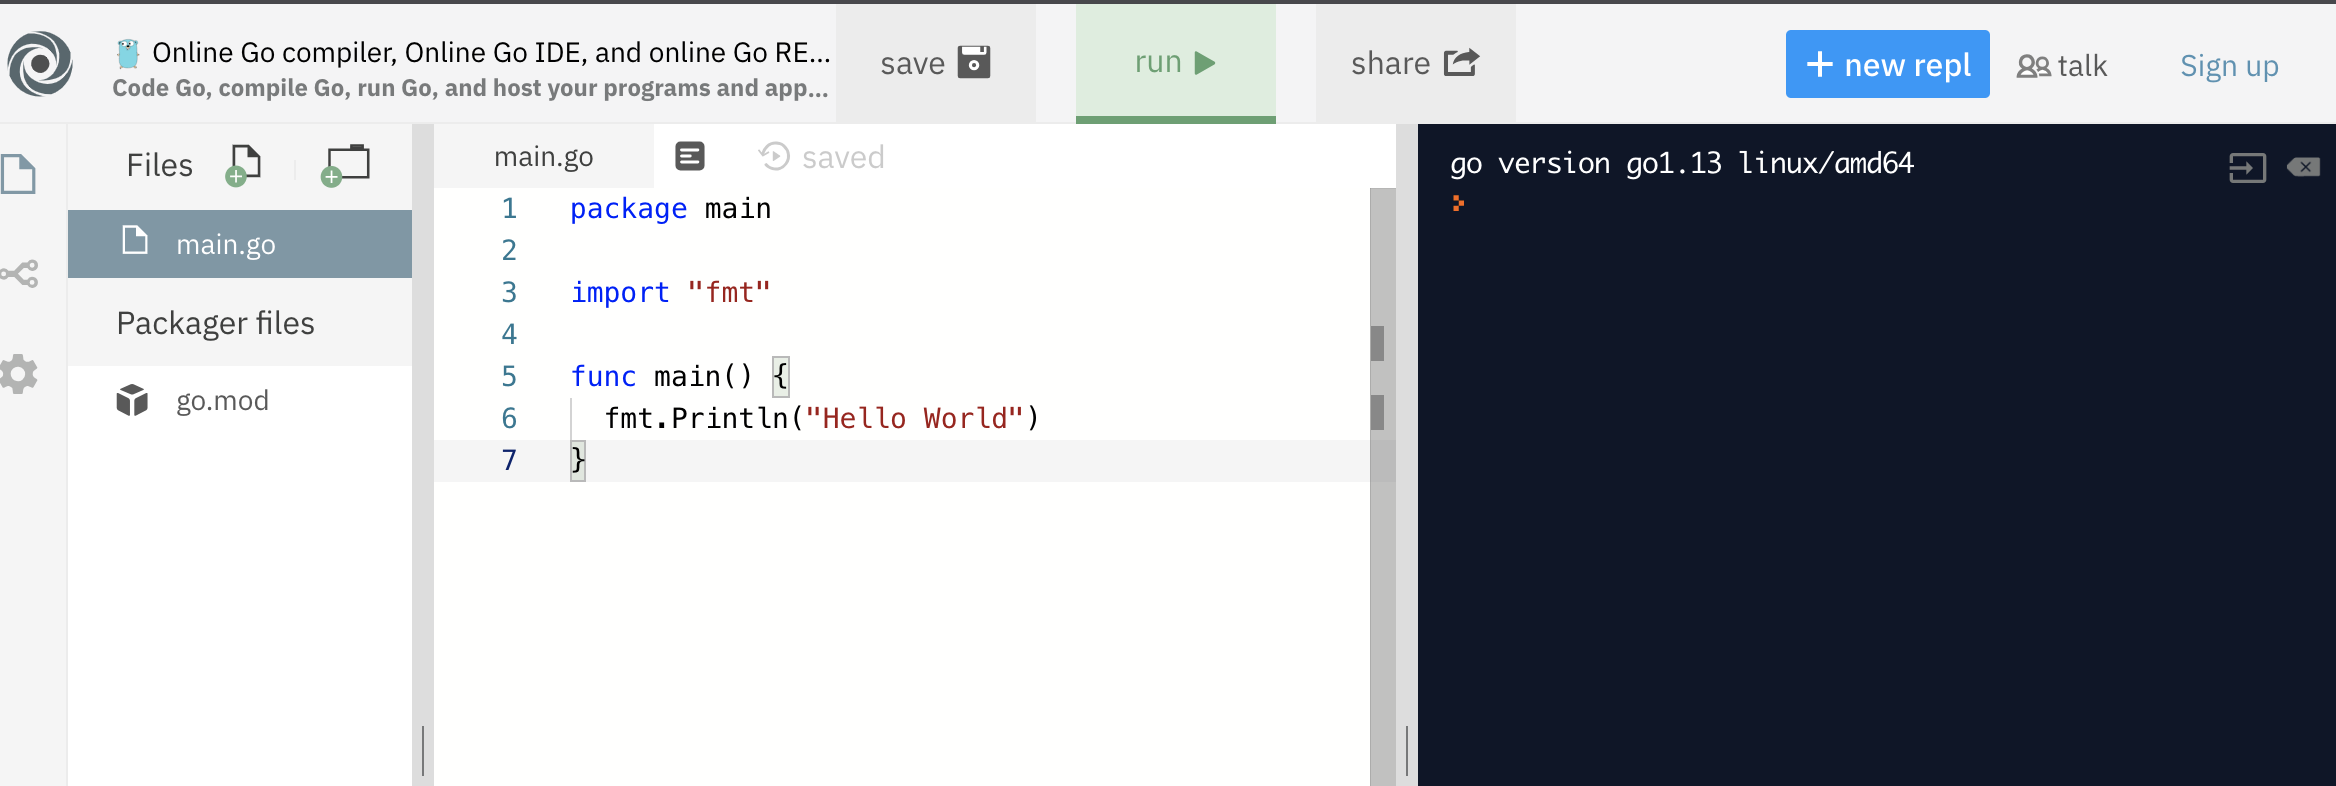 Online Go compiler, Online Go IDE, and online Go RE...
Code Go, compile Go, run Go, and host your programs and app...
save
run
share
+ new repl
talk
Sign up
Files
main.go
Packager files
go.mod
main.go
saved
1 package main
2
3 import "fmt"
4
5 func main() {
6 fmt.Println("Hello World")
7 }
go version go1.13 linux/amd64